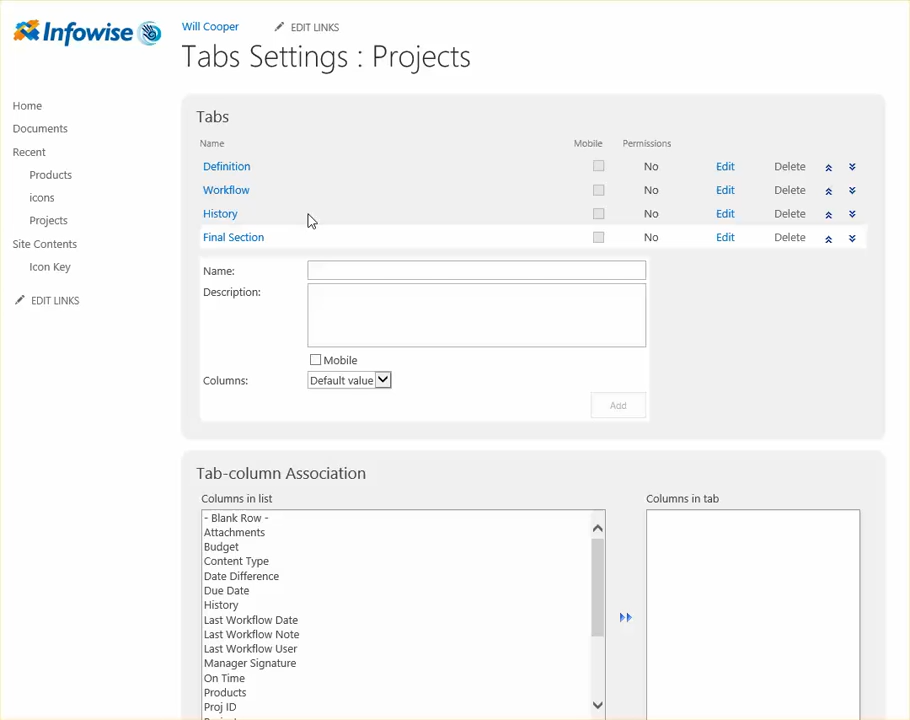 Infowise
Will Cooper
EDIT LINKS
Tabs Settings : Projects
Home
Documents
Recent
Products
icons
Projects
Site Contents
Icon Key
EDIT LINKS
Tabs
Name Mobile Permissions
Definition No Edit Delete
Workflow No Edit Delete
History No Edit Delete
Final Section No Edit Delete
Name:
Description:
Mobile
Columns: Default value
Add
Tab-column Association
Columns in list Columns in tab
- Blank Row -
Attachments
Budget
Content Type
Date Difference
Due Date
History
Last Workflow Date
Last Workflow Note
Last Workflow User
Manager Signature
On Time
Products
Proj ID